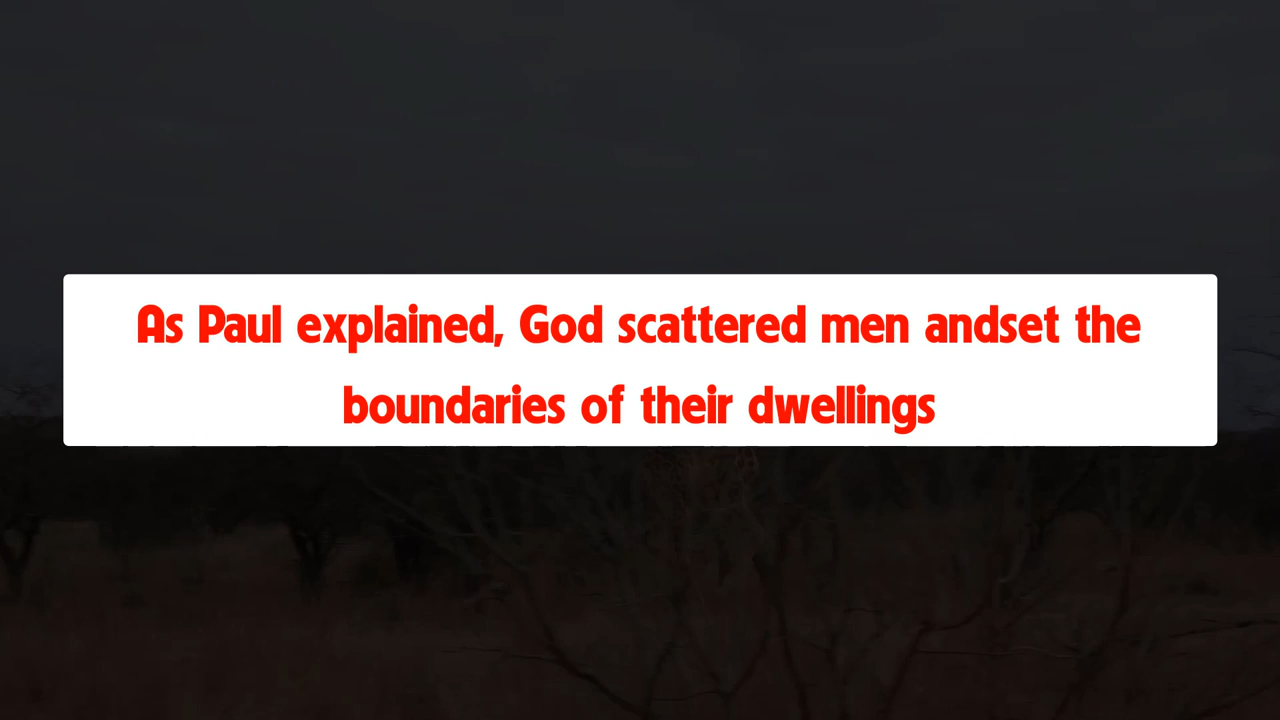 As Paul explained, God scattered men andset the
boundaries of their dwellings